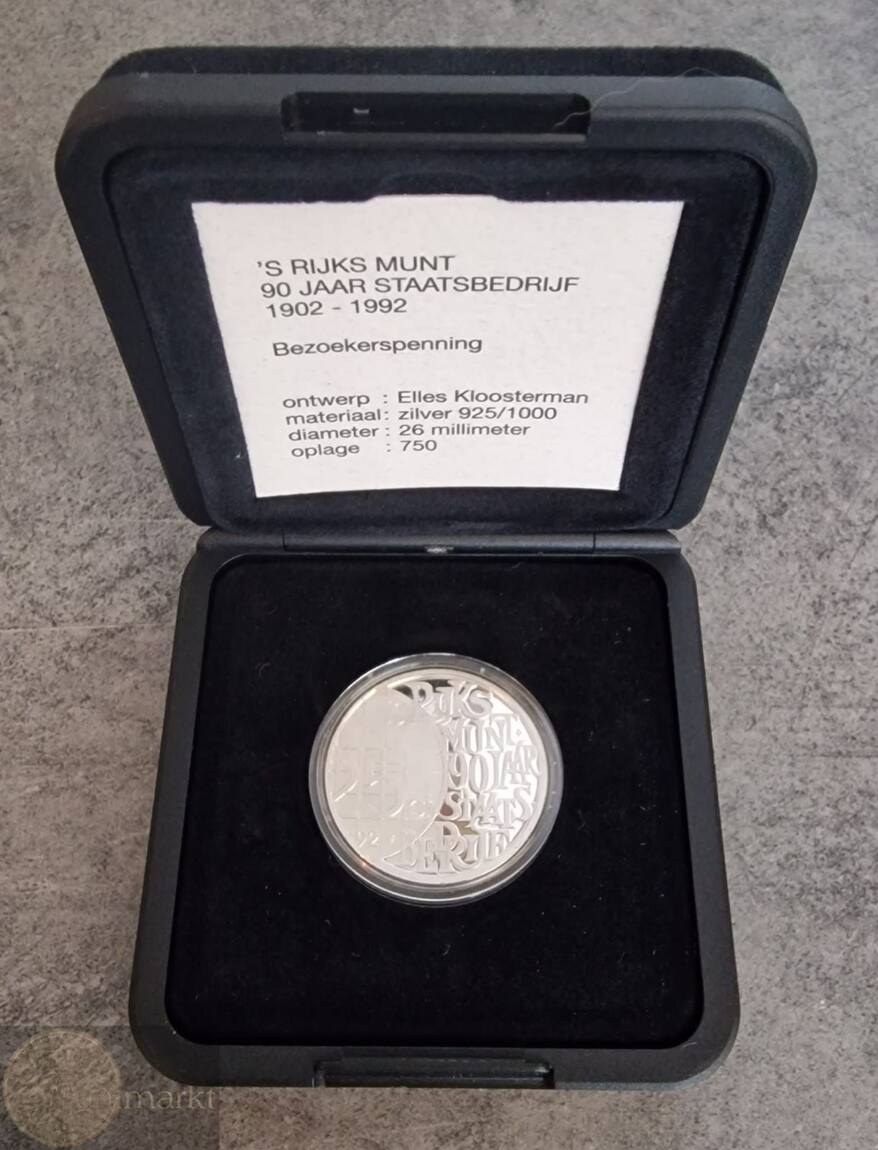 'S RIJKS MUNT
90 JAAR STAATSBEDRIJF
1902 - 1992
Bezoekerspenning
ontwerp : Elles Kloosterman
materiaal: zilver 925/1000
diameter : 26 millimeter
oplage : 750
RIJKS
MUNT.
90 JAAR
STAATS
BEDRIJF
markt